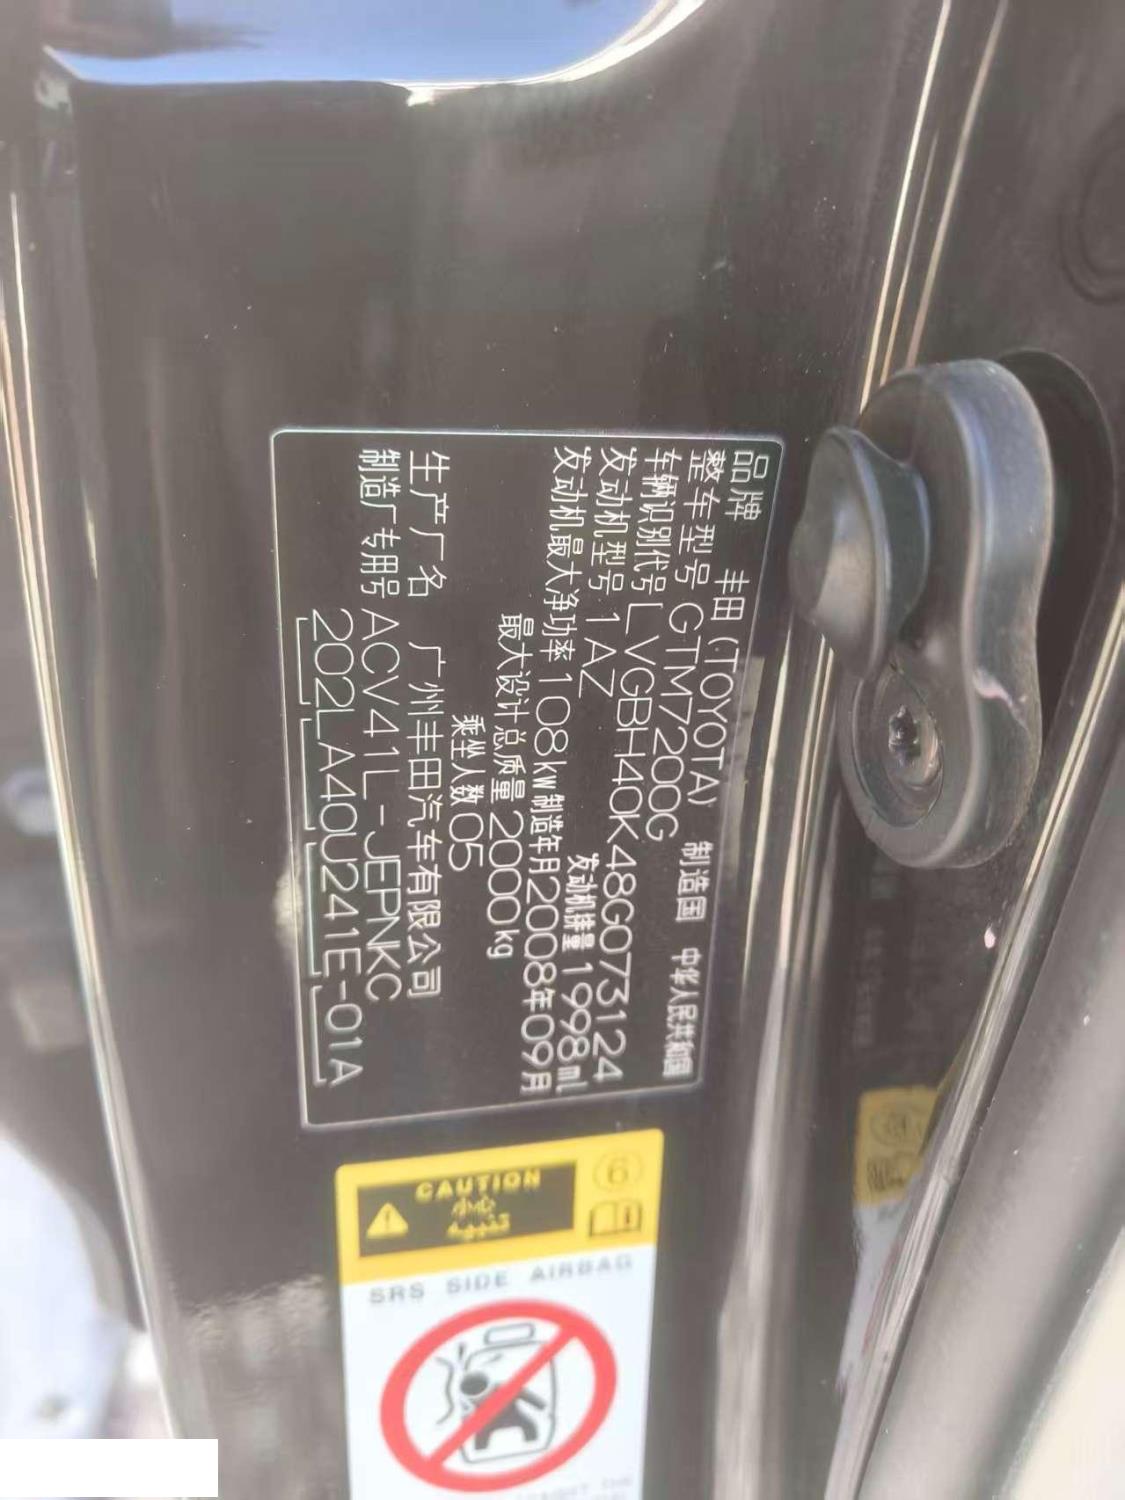 品牌 丰田(TOYOTA) 制造国 中华人民共和国
整车型号 GTM7200G
车辆识别代号 LVGBH40K48G073124
发动机型号 1AZ 发动机排量 1998ml
发动机最大净功率 108kw 制造年月 2008年09月
最大设计总质量 2000kg
乘坐人数 05
生产厂名 广州丰田汽车有限公司
制造厂专用号 ACV41L-JEPNKC
202LA40U241E-01A
CAUTION
小心
6
SRS SIDE AIRBAG